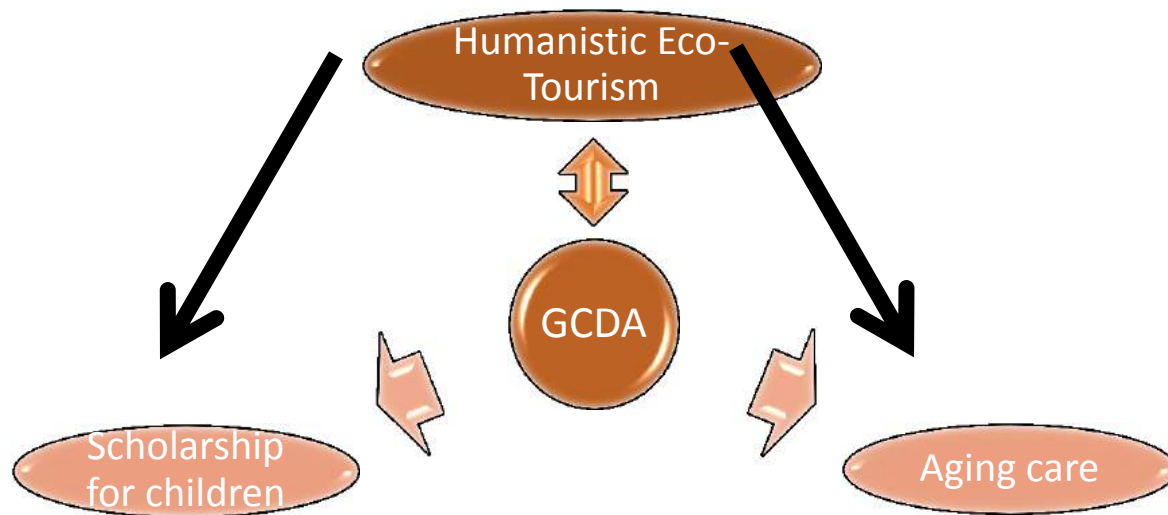 Humanistic Eco-
Tourism
GCDA
Scholarship
for children
Aging care